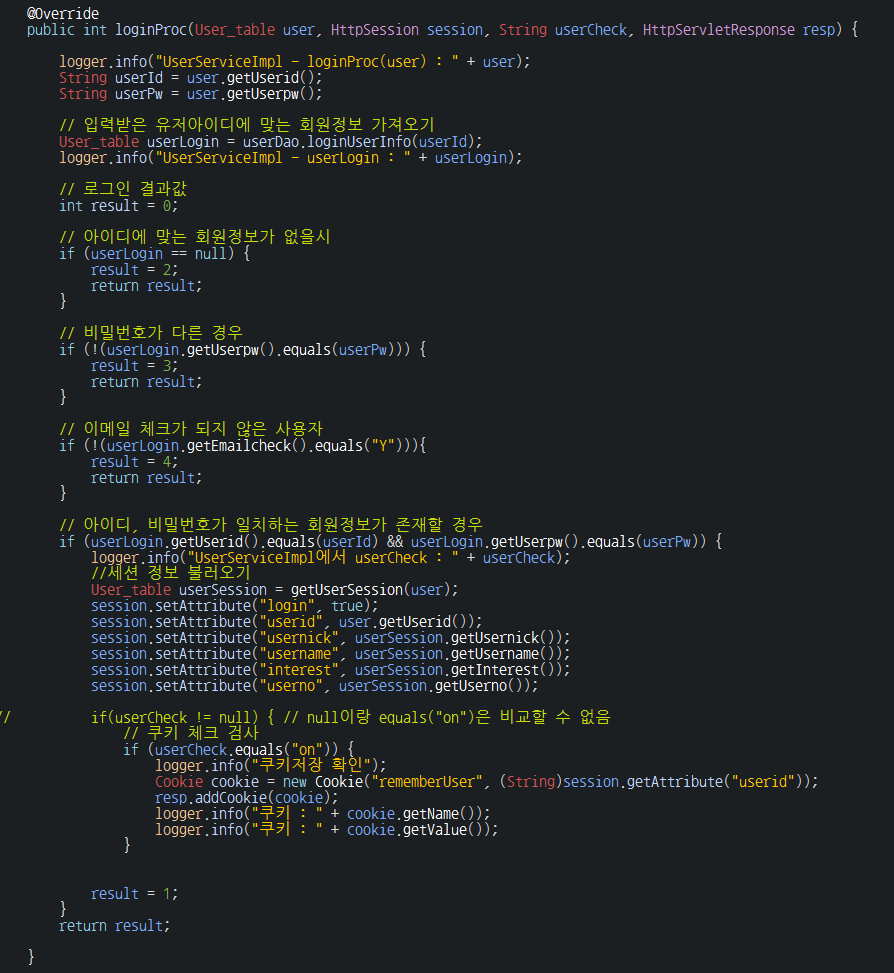 @Override
public int loginProc(User_table user, HttpSession session, String userCheck, HttpServletResponse resp) {
logger.info("UserServiceImpl - loginProc(user) : " + user);
String userId = user.getUserid();
String userPw = user.getUserpw();
// 입력받은 유저아이디에 맞는 회원정보 가져오기
User_table userLogin = userDao.loginUserInfo(userId);
logger.info("UserServiceImpl - userLogin : " + userLogin);
// 로그인 결과값
int result = 0;
// 아이디에 맞는 회원정보가 없을시
if (userLogin == null) {
result = 2;
return result;
}
// 비밀번호가 다른 경우
if (!(userLogin.getUserpw().equals(userPw))) {
result = 3;
return result;
}
// 이메일 체크가 되지 않은 사용자
if (!(userLogin.getEmailcheck().equals("Y"))){
result = 4;
return result;
}
// 아이디, 비밀번호가 일치하는 회원정보가 존재할 경우
if (userLogin.getUserid().equals(userId) && userLogin.getUserpw().equals(userPw)) {
logger.info("UserServiceImpl에서 userCheck : " + userCheck);
//세션 정보 불러오기
User_table userSession = getUserSession(user);
session.setAttribute("login", true);
session.setAttribute("userid", user.getUserid());
session.setAttribute("usernick", userSession.getUsernick());
session.setAttribute("username", userSession.getUsername());
session.setAttribute("interest", userSession.getInterest());
session.setAttribute("userno", userSession.getUserno());
// if(userCheck != null) { // null이랑 equals("on")은 비교할 수 없음
// 쿠키 체크 검사
if (userCheck.equals("on")) {
logger.info("쿠키저장 확인");
Cookie cookie = new Cookie("rememberUser", (String)session.getAttribute("userid"));
resp.addCookie(cookie);
logger.info("쿠키 : " + cookie.getName());
logger.info("쿠키 : " + cookie.getValue());
}
result = 1;
}
return result;
}